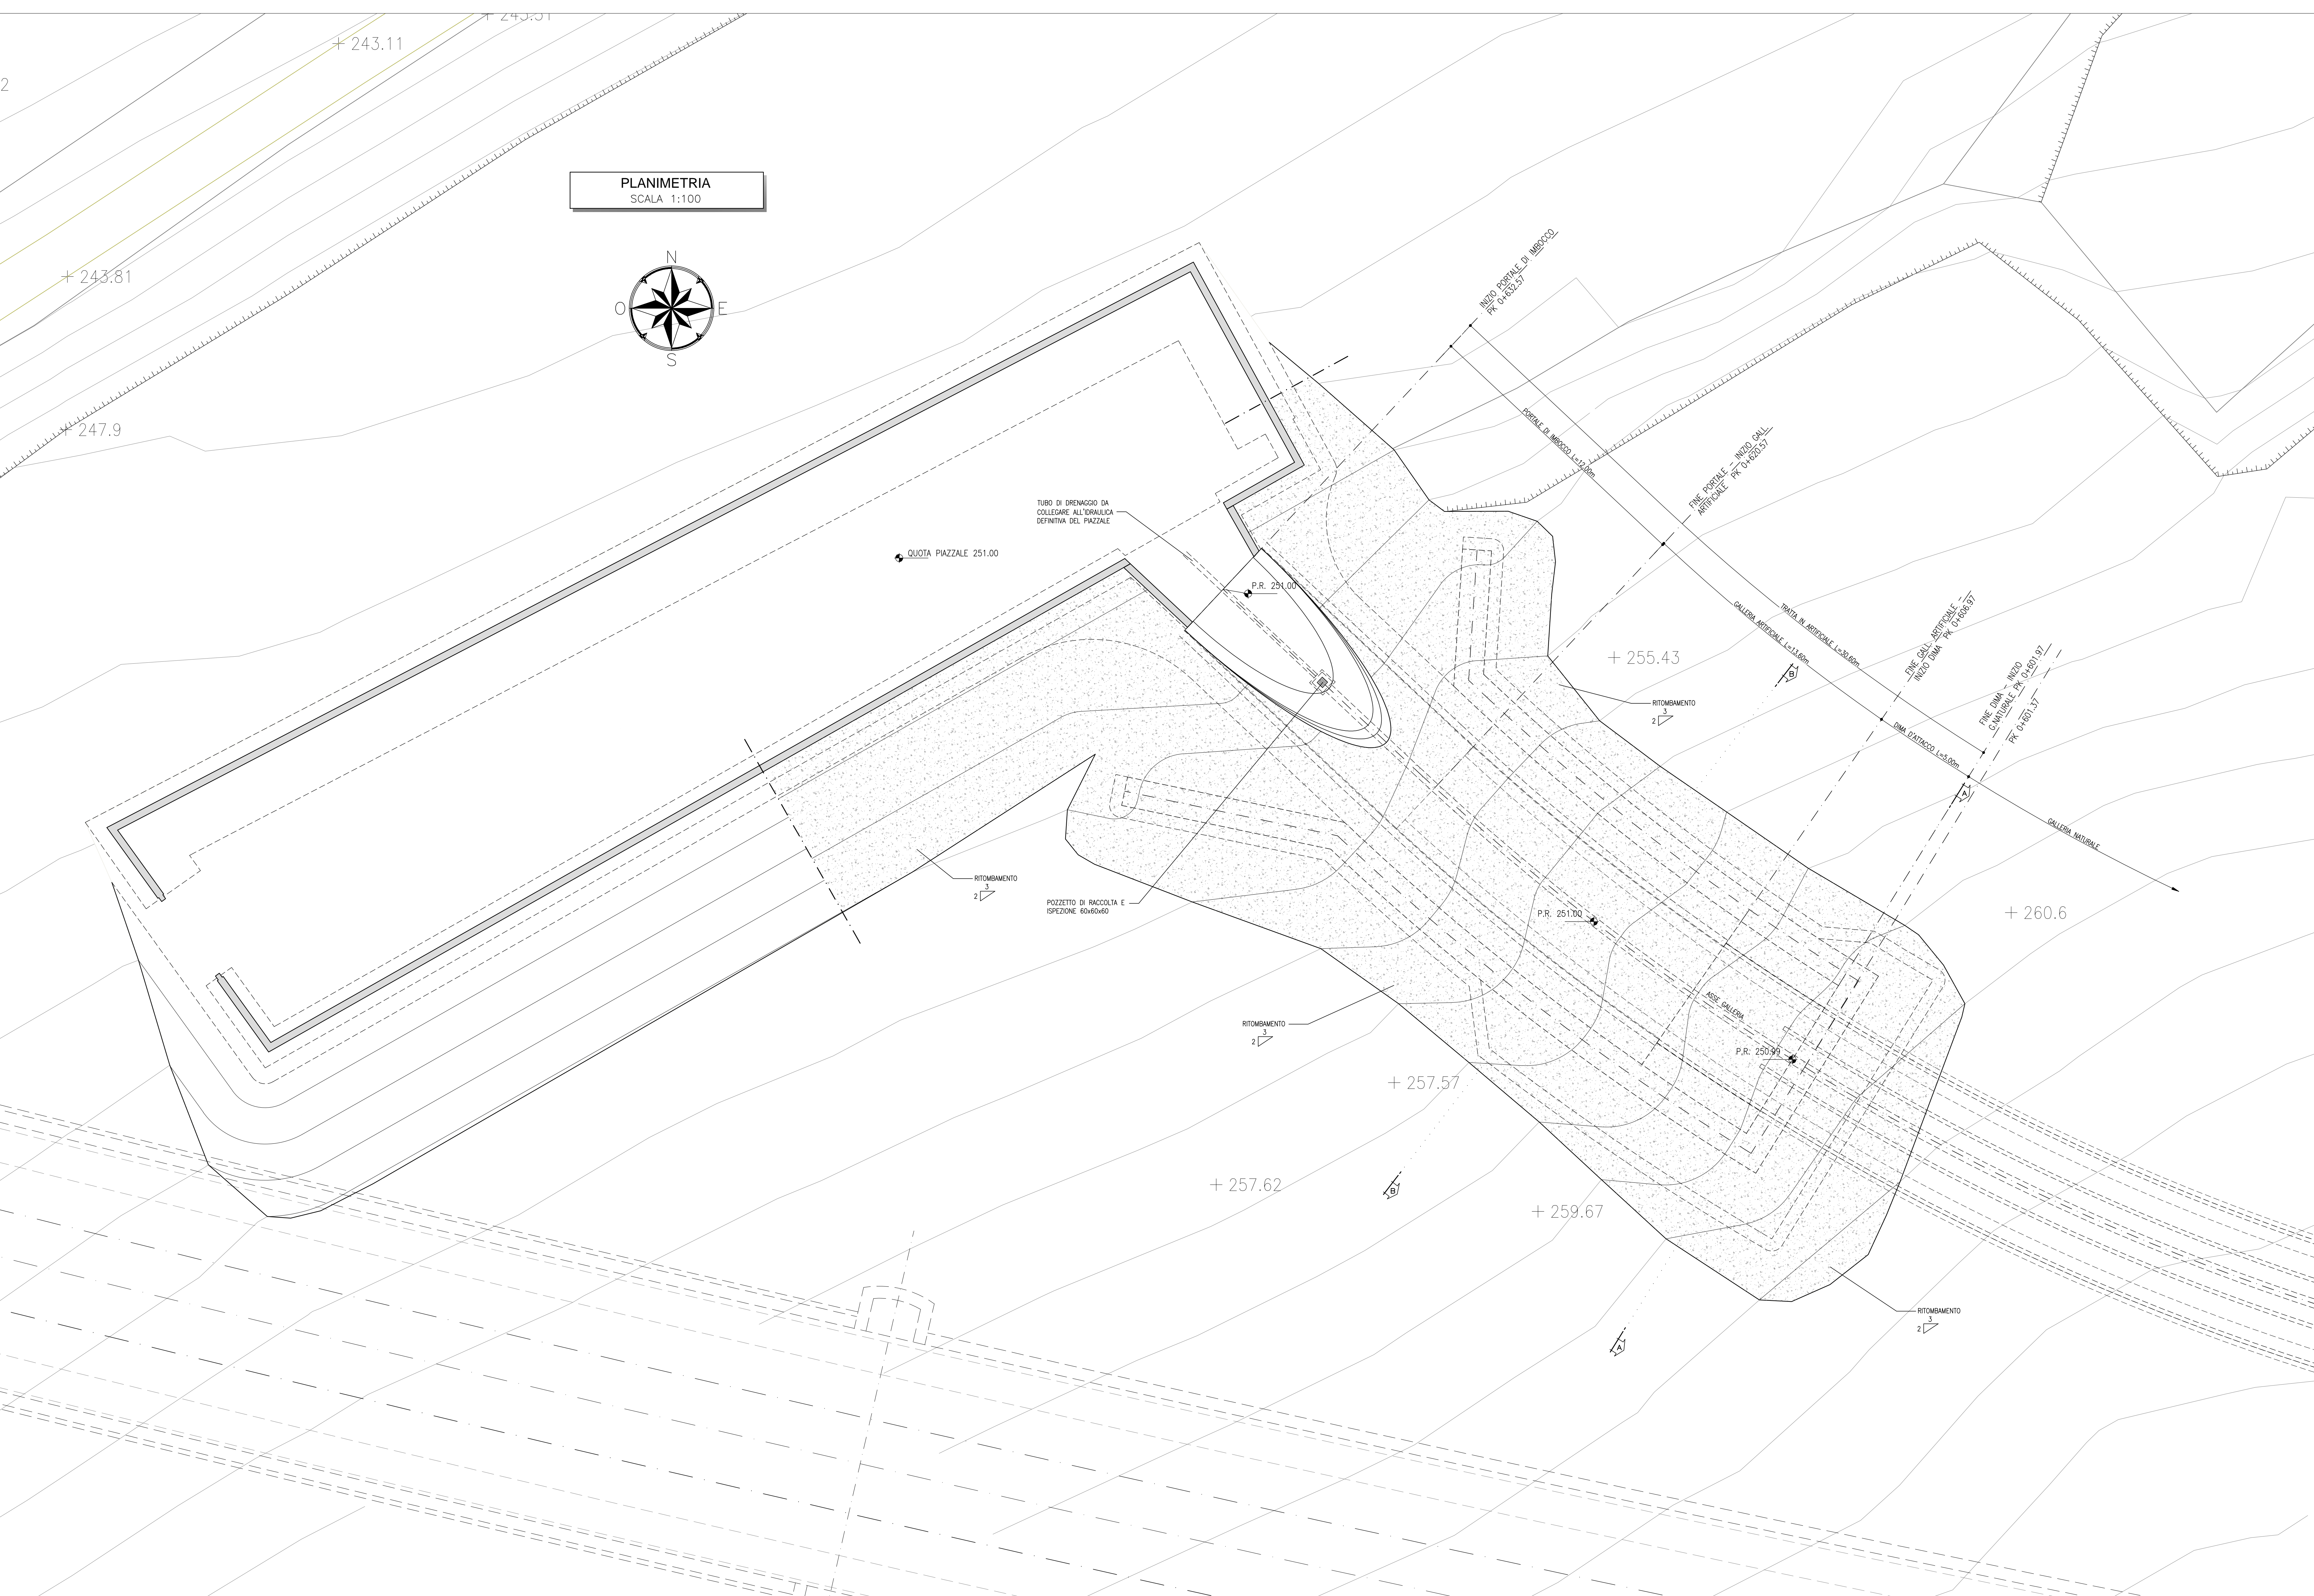 + 243.51
+ 243.11
2
+ 243.81
+ 247.9
PLANIMETRIA
SCALA 1:100
N
O
E
S
INIZIO PORTALE DI IMBOCCO
PK 0+632.57
PORTALE DI IMBOCCO L=12.00m
FINE PORTALE - INIZIO GALL.
ARTIFICIALE PK 0+620.57
TUBO DI DRENAGGIO DA
COLLEGARE ALL'IDRAULICA
DEFINITIVA DEL PIAZZALE
QUOTA PIAZZALE 251.00
P.R. 251.00
GALLERIA ARTIFICIALE L=13.60m
TRATTA IN ARTIFICIALE L=30.60m
FINE GALL. ARTIFICIALE -
INIZIO DIMA PK 0+606.97
FINE DIMA - INIZIO
G.NATURALE PK 0+601.97
PK 0+601.37
+ 255.43
B
RITOMBAMENTO
3
2
DIMA D'ATTACCO L=5.00m
A
GALLERIA NATURALE
RITOMBAMENTO
3
2
POZZETTO DI RACCOLTA E
ISPEZIONE 60x60x60
P.R. 251.00
+ 260.6
ASSE GALLERIA
RITOMBAMENTO
3
2
P.R. 250.99
+ 257.57
+ 257.62
B
+ 259.67
RITOMBAMENTO
3
2
A